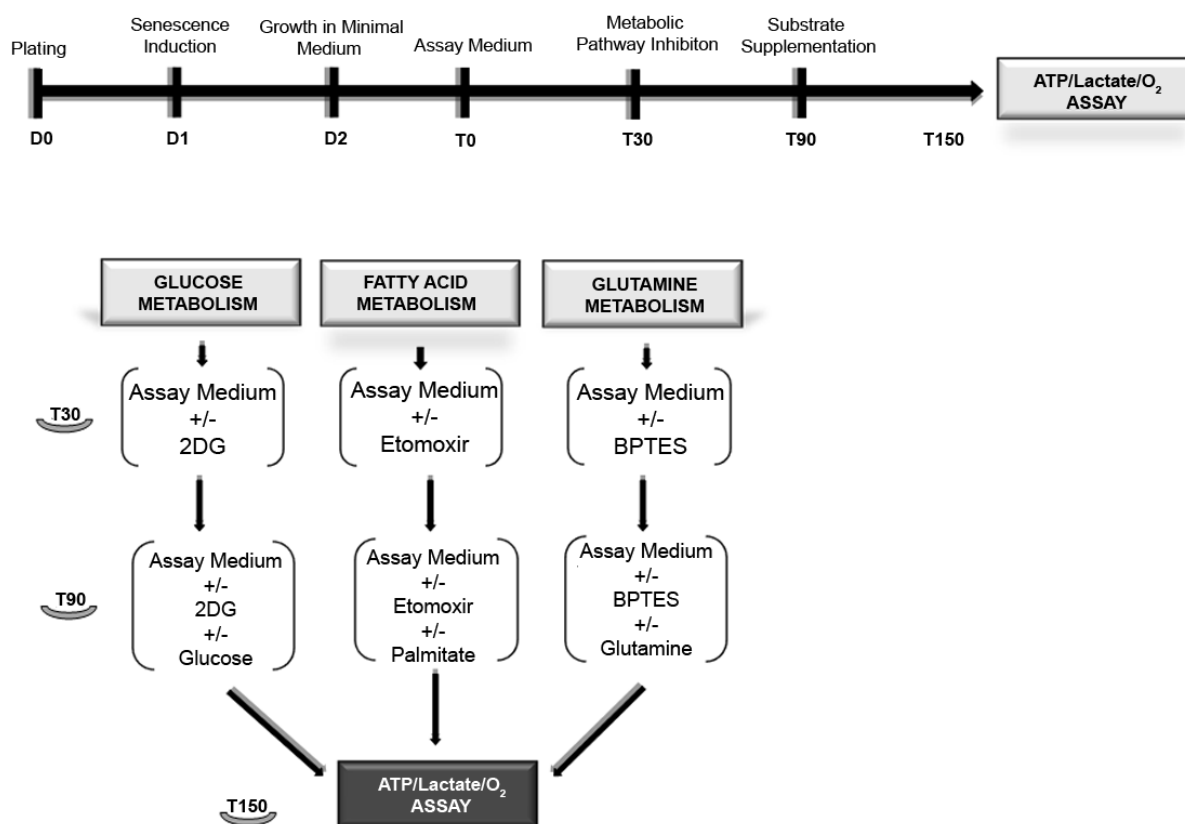 Plating
Senescence
Induction
Growth in Minimal
Medium
Assay Medium
Metabolic
Pathway Inhibiton
Substrate
Supplementation
ATP/Lactate/O₂
ASSAY
D0
D1
D2
T0
T30
T90
T150
GLUCOSE
METABOLISM
FATTY ACID
METABOLISM
GLUTAMINE
METABOLISM
T30
Assay Medium
+/-
2DG
Assay Medium
+/-
Etomoxir
Assay Medium
+/-
BPTES
T90
Assay Medium
+/-
2DG
+/-
Glucose
Assay Medium
+/-
Etomoxir
+/-
Palmitate
Assay Medium
+/-
BPTES
+/-
Glutamine
T150
ATP/Lactate/O₂
ASSAY